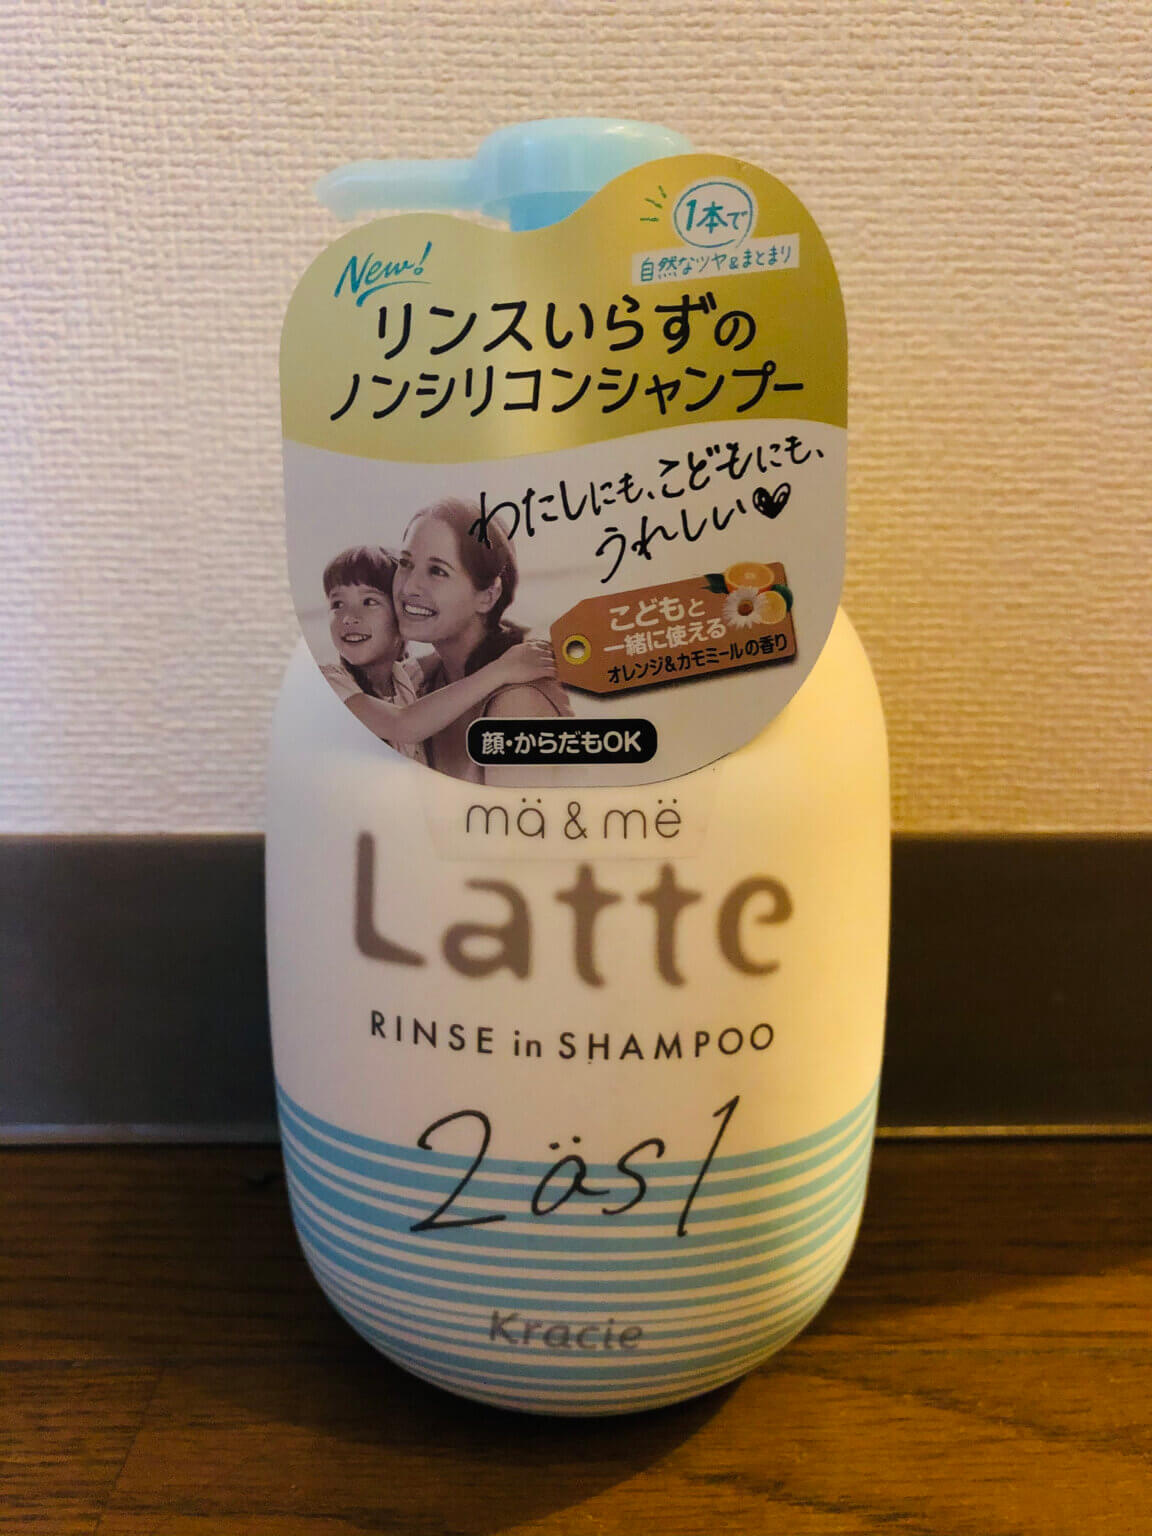 New!
1本で
自然なツヤ&まとまり
リンスいらずの
ノンシリコンシャンプー
わたしにも、こどもにも、
うれしい♥
こどもと
一緒に使える
オレンジ&カモミールの香り
顔・からだもOK
mä & më
Latte
RINSE in SHAMPOO
2äs1
Kracie